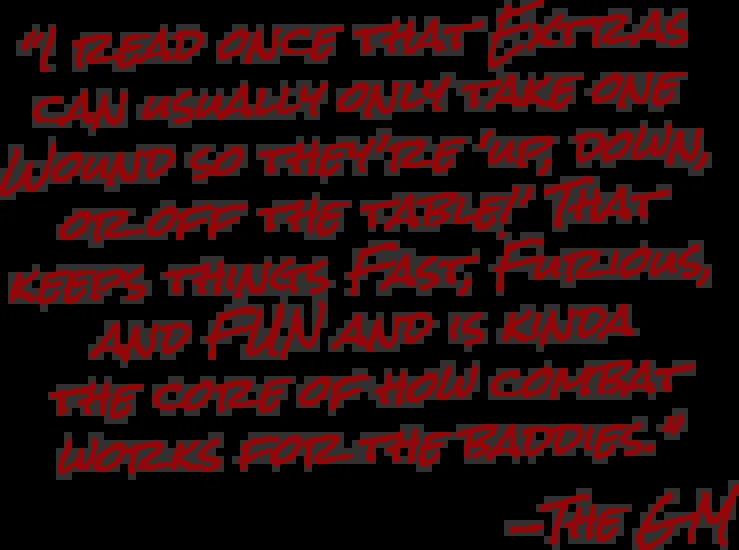 "I read once that Extras
can usually only take one
Wound so they're 'up, down,
or off the table!' That
keeps things Fast, Furious,
and FUN and is kinda
the core of how combat
works for the baddies."
—The GM